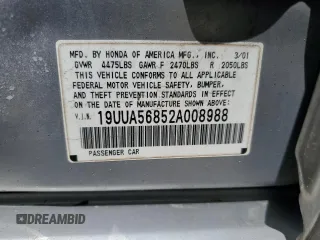 MFD. BY HONDA OF AMERICA MFG., INC. 3/01
GVWR 4475LBS GAWR F 2470LBS R 2050LBS
THIS VEHICLE CONFORMS TO ALL APPLICABLE
FEDERAL MOTOR VEHICLE SAFETY, BUMPER,
AND THEFT PREVENTION STANDARDS IN EFFECT
ON THE DATE OF MANUFACTURE SHOWN ABOVE.
V.I.N. 19UUA56852A008988
PASSENGER CAR
DREAMBID